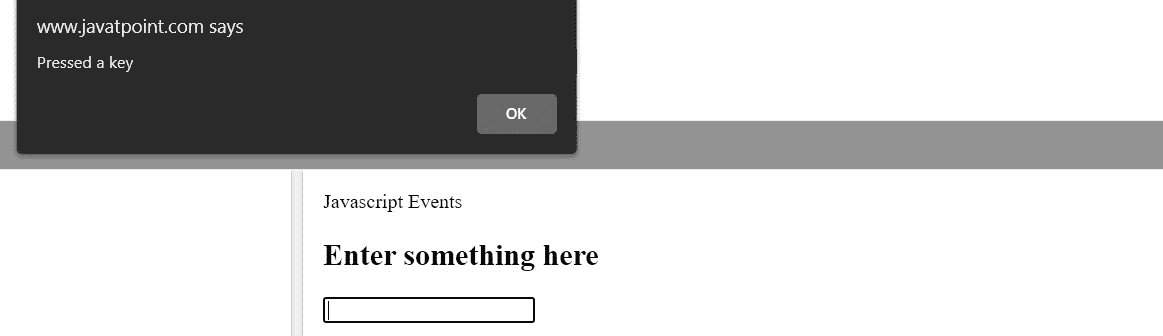 www.javatpoint.com says
Pressed a key
OK
Javascript Events
Enter something here